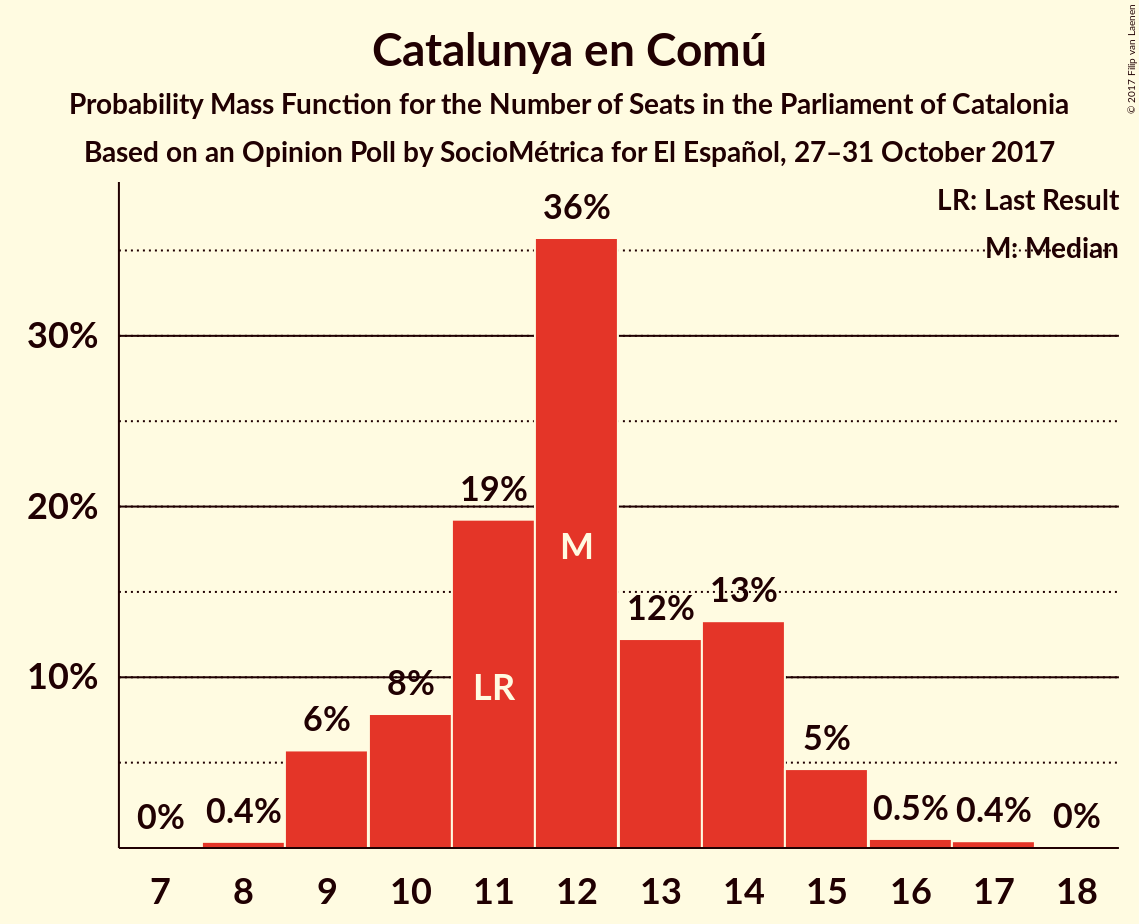 Catalunya en Comú
Probability Mass Function for the Number of Seats in the Parliament of Catalonia
Based on an Opinion Poll by SocioMétrica for El Español, 27–31 October 2017
© 2017 Filip van Laenen
LR: Last Result
M: Median
30%
20%
10%
0%
0.4%
6%
8%
19%
36%
12%
13%
5%
0.5%
0.4%
0%
LR
M
7 8 9 10 11 12 13 14 15 16 17 18